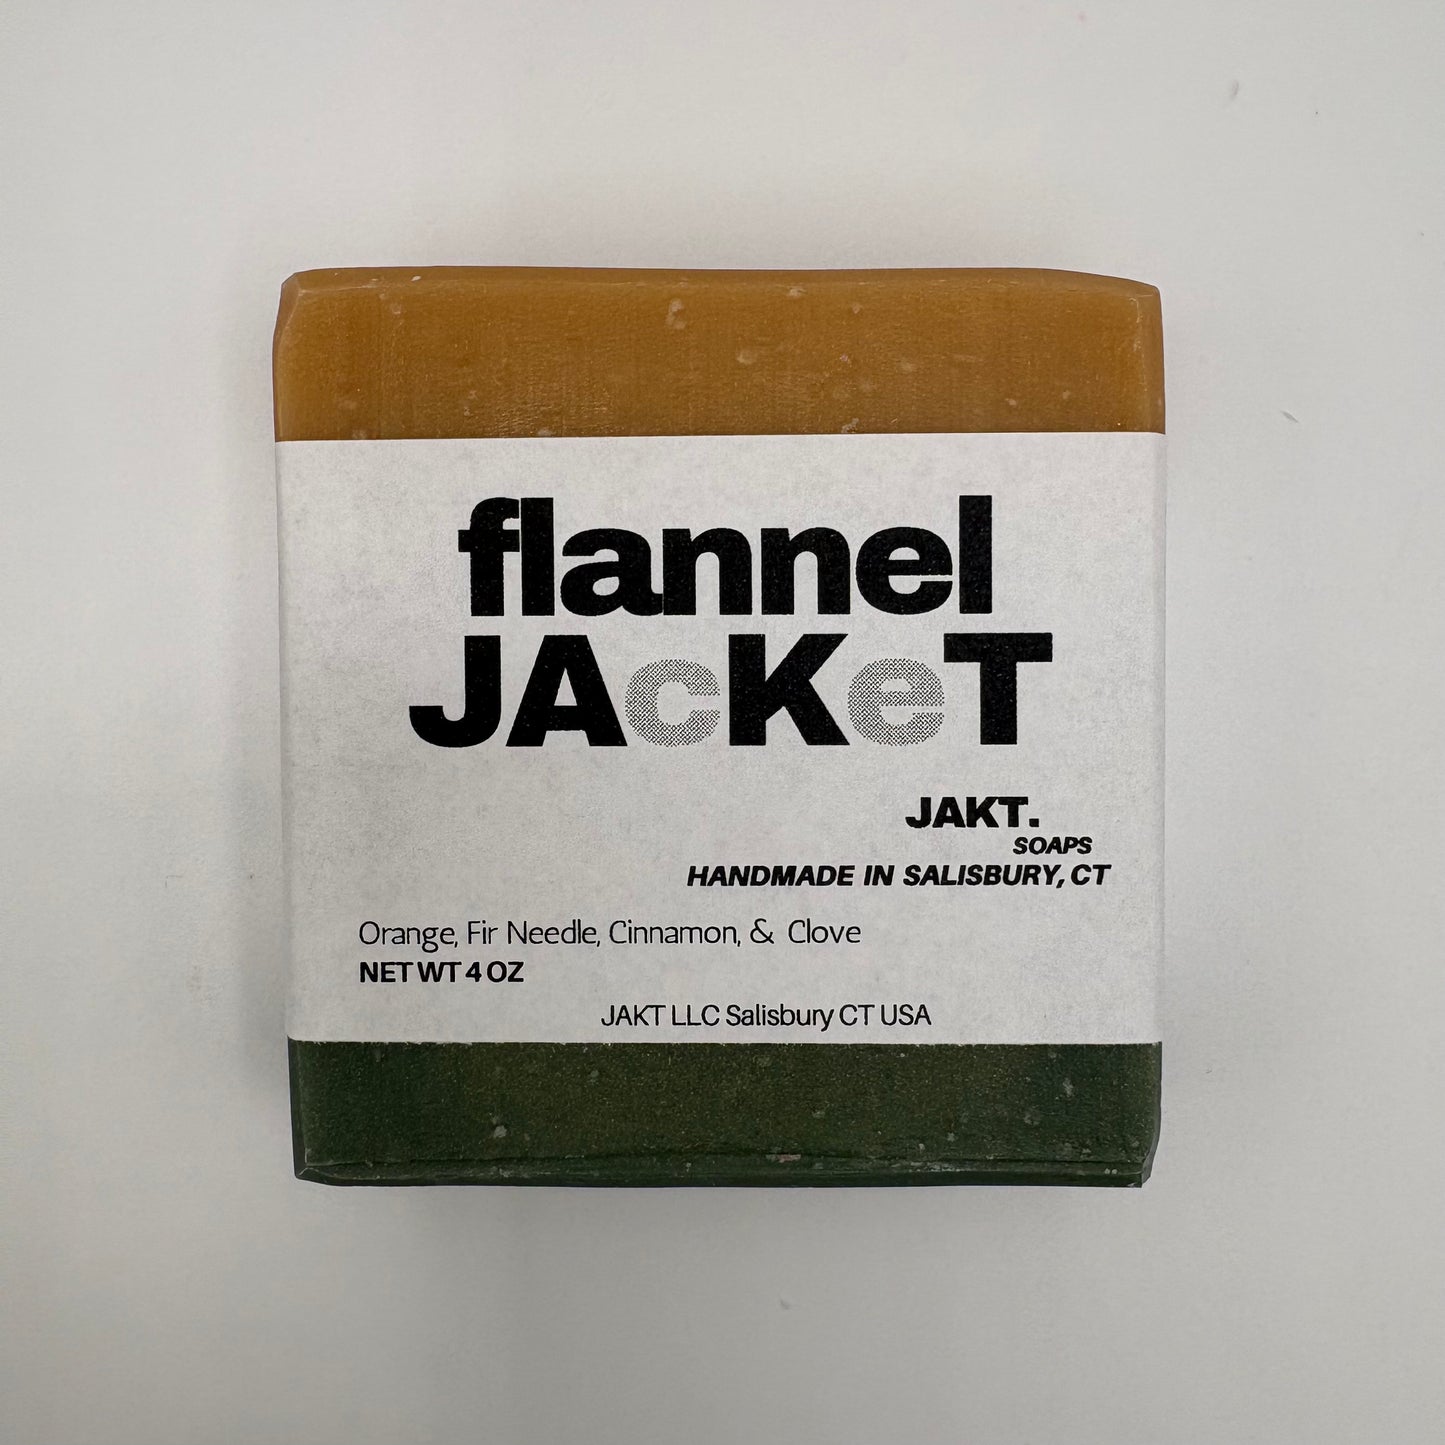 flannel
JAcKeT
JAKT.
SOAPS
HANDMADE IN SALISBURY, CT
Orange, Fir Needle, Cinnamon, & Clove
NET WT 4 OZ
JAKT LLC Salisbury CT USA